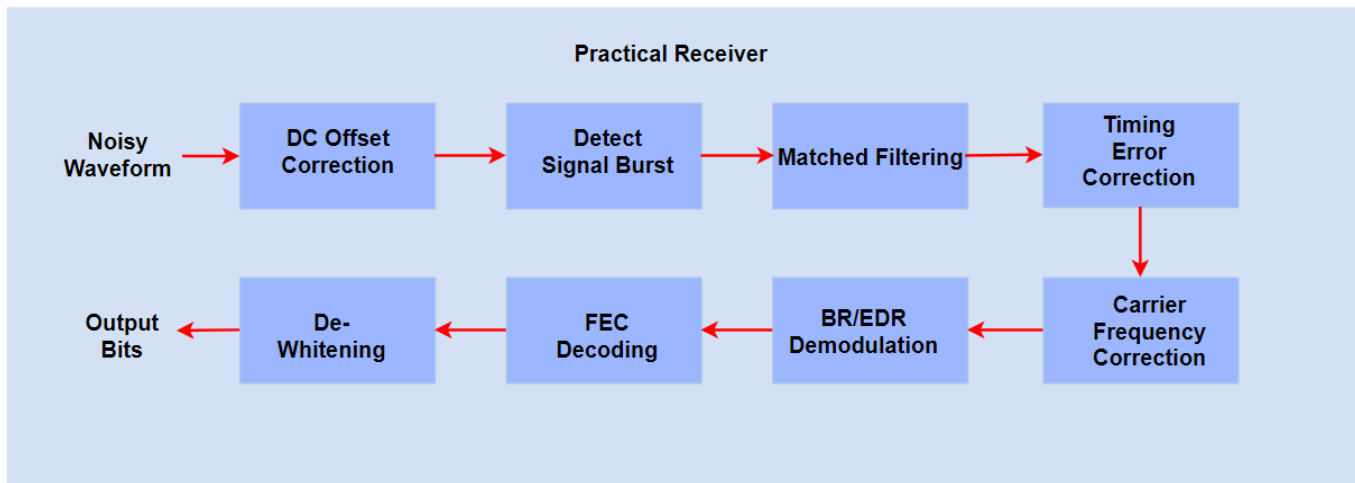 Practical Receiver
Noisy
Waveform
DC Offset
Correction
Detect
Signal Burst
Matched Filtering
Timing
Error
Correction
Carrier
Frequency
Correction
BR/EDR
Demodulation
FEC
Decoding
De-
Whitening
Output
Bits